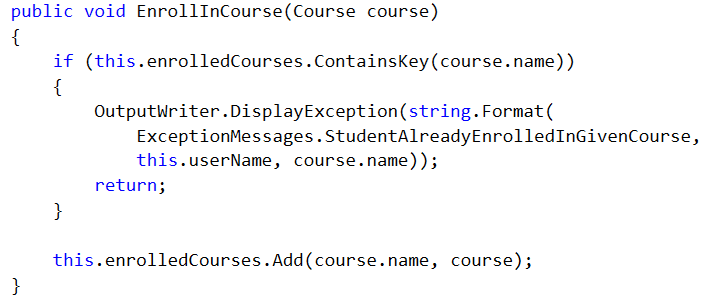 public void EnrollInCourse(Course course)
{
    if (this.enrolledCourses.ContainsKey(course.name))
    {
        OutputWriter.DisplayException(string.Format(
            ExceptionMessages.StudentAlreadyEnrolledInGivenCourse,
            this.userName, course.name));
        return;
    }

    this.enrolledCourses.Add(course.name, course);
}